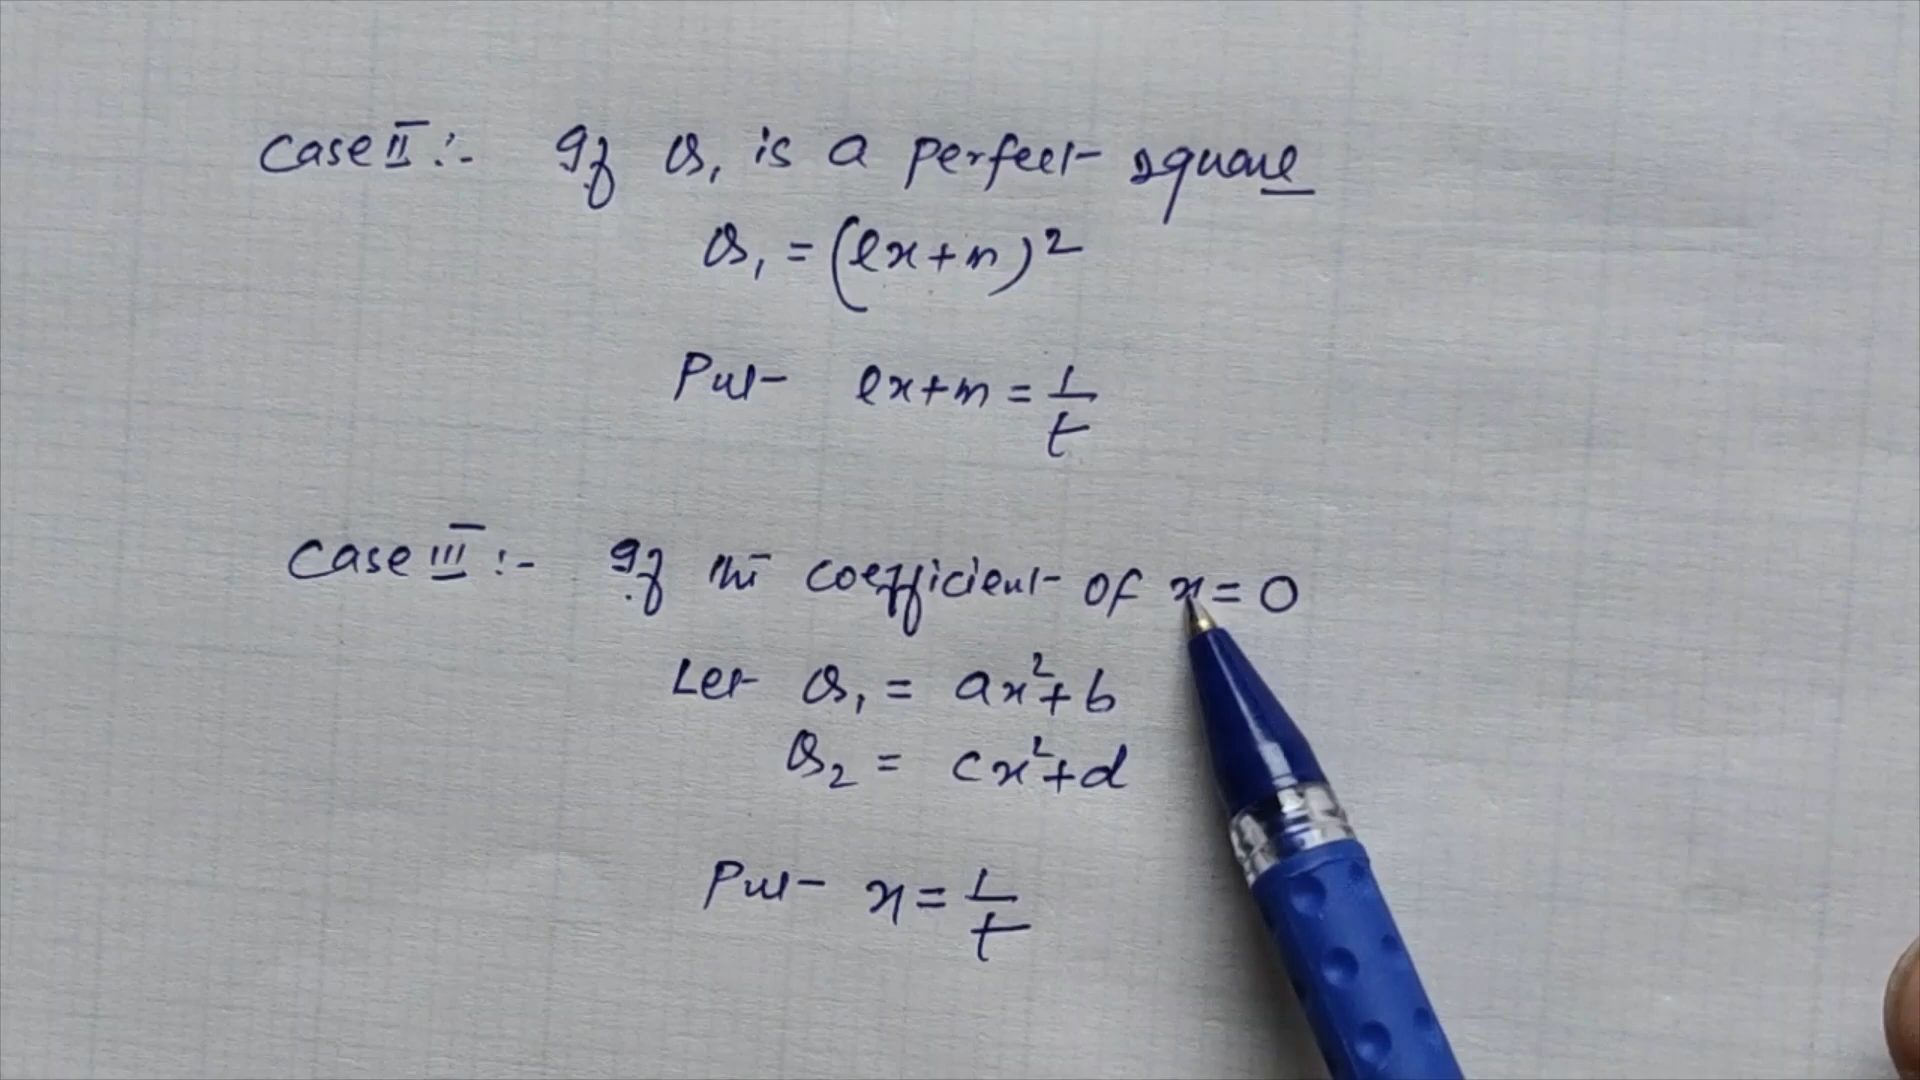 Case II :- If Q₁ is a perfect square
Q₁ = (lx+m)²
Put lx+m = 1/t
Case III :- If the coefficient of x = 0
Let Q₁ = ax²+b
Q₂ = cx²+d
Put x = 1/t